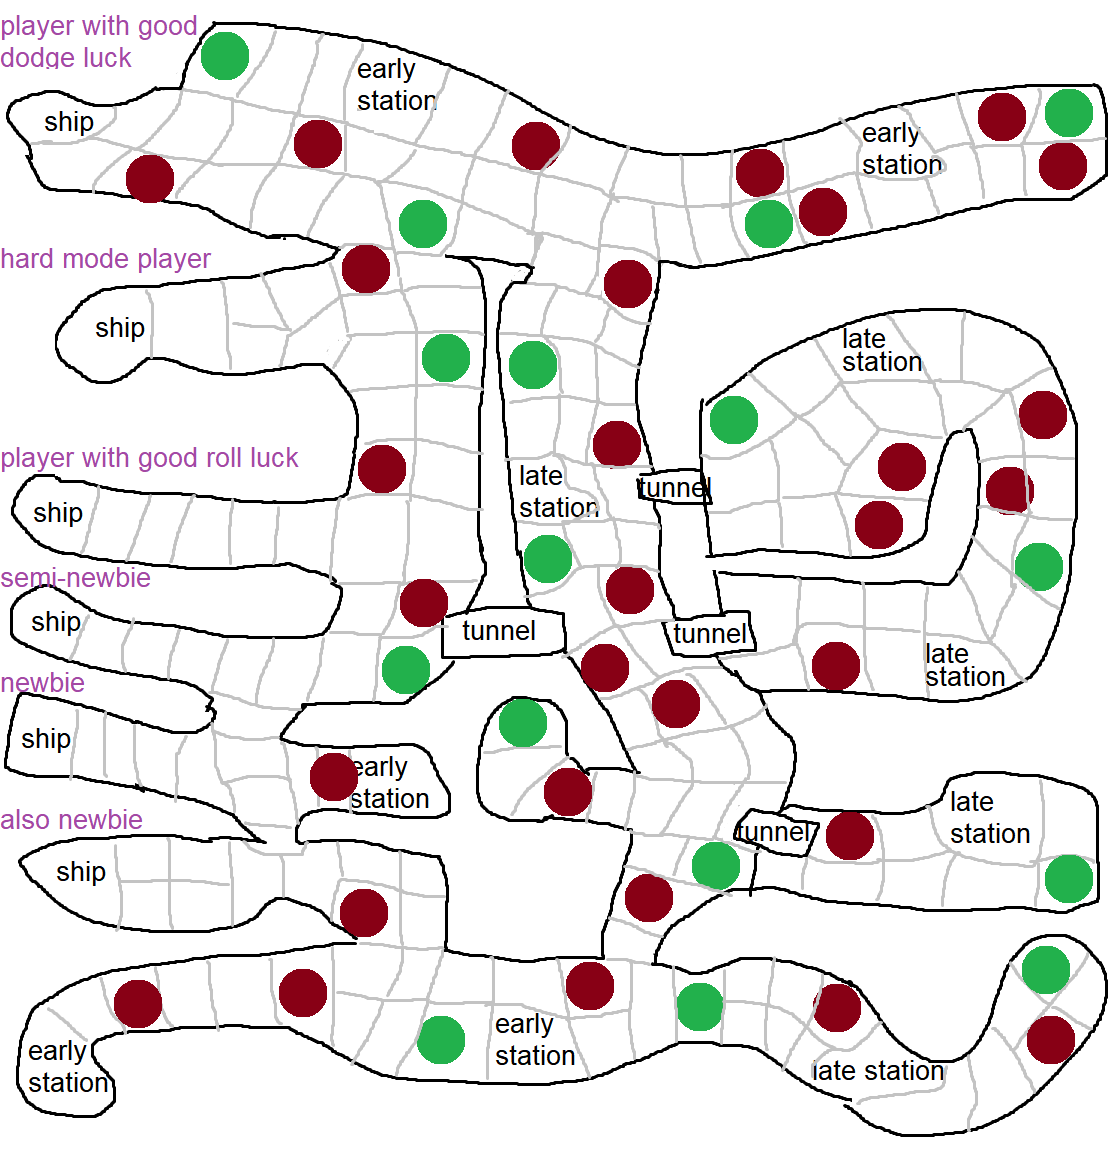 player with good
dodge luck
early
station
ship
early
station
hard mode player
ship
late
station
player with good roll luck
late
station
tunnel
ship
semi-newbie
ship
tunnel
tunnel
late
station
newbie
ship
early
station
also newbie
late
station
tunnel
ship
early
station
early
station
late station